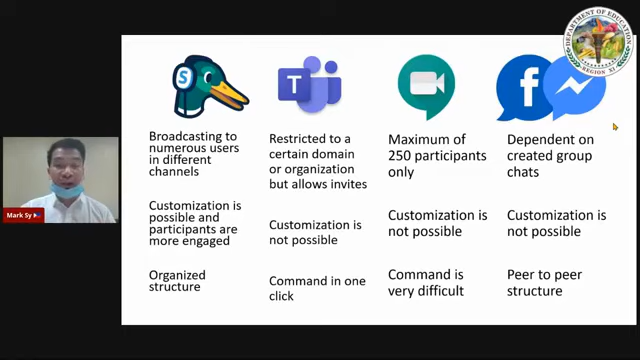 DEPARTMENT OF EDUCATION
REGION XI
S
T
f
Broadcasting to
numerous users
in different
channels
Customization is
possible and
participants are
more engaged
Organized
structure
Restricted to a
certain domain
or organization
but allows invites
Customization is
not possible
Command in one
click
Maximum of
250 participants
only
Customization is
not possible
Command is
very difficult
Dependent on
created group
chats
Customization is
not possible
Peer to peer
structure
Mark Sy